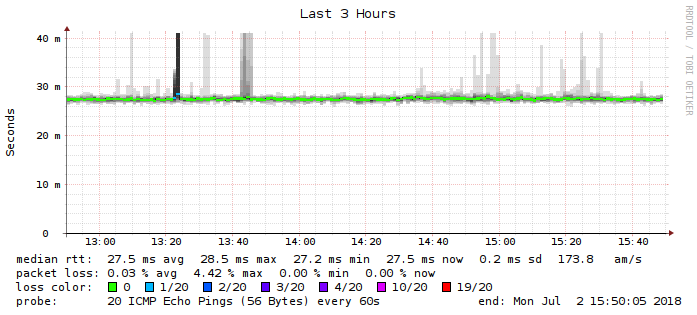 Last 3 Hours
RRDTOOL / TOBI OETIKER
Seconds
40 m
30 m
20 m
10 m
0
13:00 13:20 13:40 14:00 14:20 14:40 15:00 15:20 15:40
median rtt: 27.5 ms avg 28.5 ms max 27.2 ms min 27.5 ms now 0.2 ms sd 173.8 am/s
packet loss: 0.03 % avg 4.42 % max 0.00 % min 0.00 % now
loss color: 0 1/20 2/20 3/20 4/20 10/20 19/20
probe: 20 ICMP Echo Pings (56 Bytes) every 60s end: Mon Jul 2 15:50:05 2018